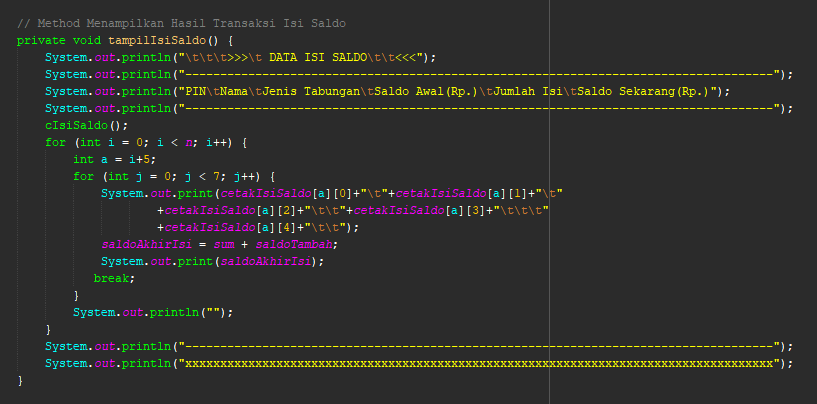 // Method Menampilkan Hasil Transaksi Isi Saldo
private void tampilIsiSaldo() {
System.out.println("\t\t\t>>>\t DATA ISI SALDO\t\t<<<");
System.out.println("------------------------------------------------------------------------------------");
System.out.println("PIN\tNama\tJenis Tabungan\tSaldo Awal(Rp.)\tJumlah Isi\tSaldo Sekarang(Rp.)");
System.out.println("------------------------------------------------------------------------------------");
cIsiSaldo();
for (int i = 0; i < n; i++) {
int a = i+5;
for (int j = 0; j < 7; j++) {
System.out.print(cetakIsiSaldo[a][0]+"\t"+cetakIsiSaldo[a][1]+"\t"
+cetakIsiSaldo[a][2]+"\t\t"+cetakIsiSaldo[a][3]+"\t\t\t"
+cetakIsiSaldo[a][4]+"\t\t");
saldoAkhirIsi = sum + saldoTambah;
System.out.print(saldoAkhirIsi);
break;
}
System.out.println("");
}
System.out.println("------------------------------------------------------------------------------------");
System.out.println("xxxxxxxxxxxxxxxxxxxxxxxxxxxxxxxxxxxxxxxxxxxxxxxxxxxxxxxxxxxxxxxxxxxxxxxxxxxxxxxxxxxx");
}